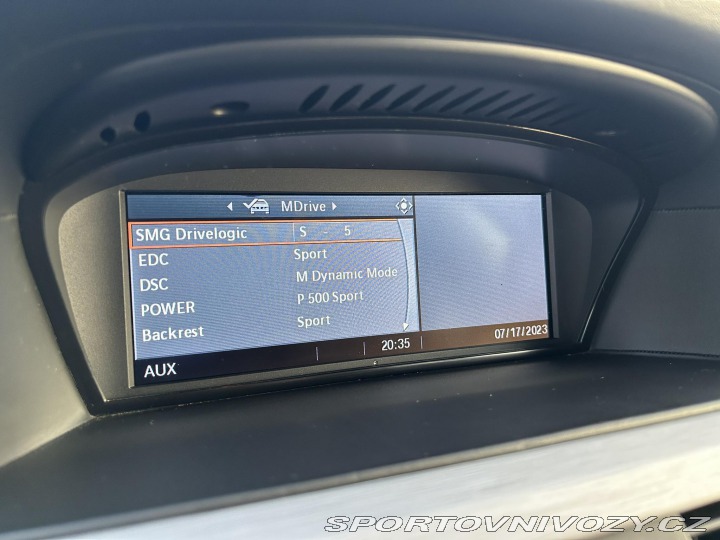 MDrive
SMG Drivelogic S - 5
EDC Sport
DSC M Dynamic Mode
POWER P 500 Sport
Backrest Sport
20:35 07/17/2023
AUX
SPORTOVNIVOZY.CZ